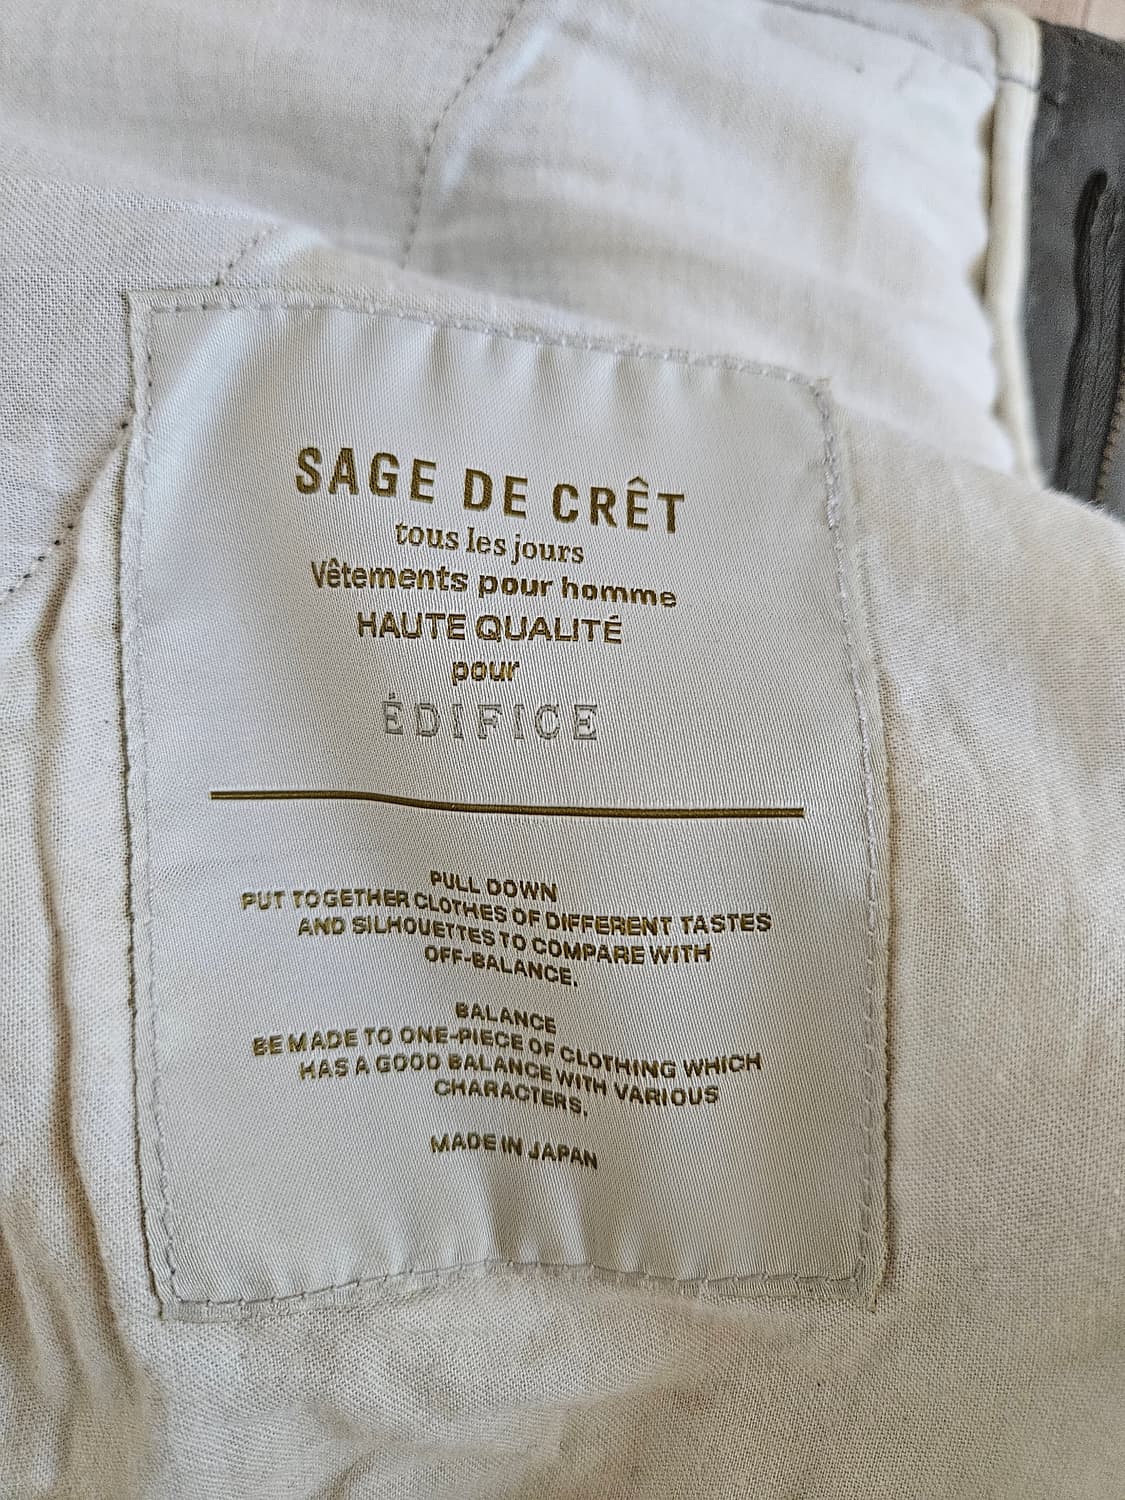 SAGE DE CRÊT
tous les jours
Vêtements pour homme
HAUTE QUALITÉ
pour
ÉDIFICE
PULL DOWN
PUT TOGETHER CLOTHES OF DIFFERENT TASTES
AND SILHOUETTES TO COMPARE WITH
OFF-BALANCE.
BALANCE
BE MADE TO ONE-PIECE OF CLOTHING WHICH
HAS A GOOD BALANCE WITH VARIOUS
CHARACTERS.
MADE IN JAPAN